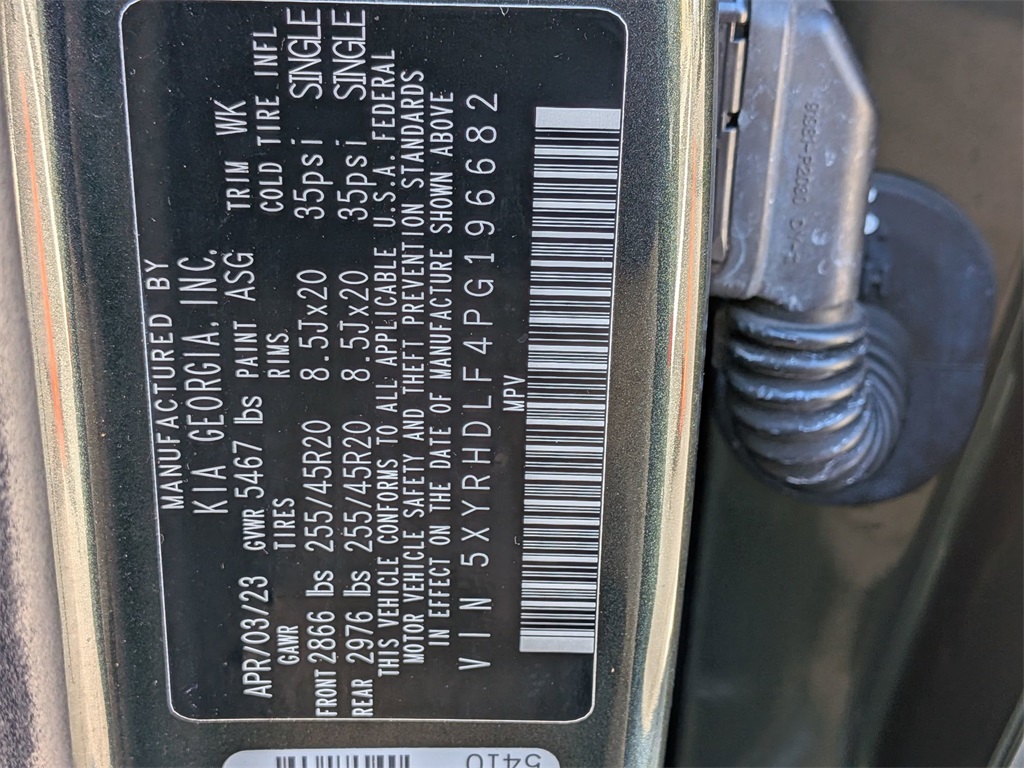 MANUFACTURED BY
KIA GEORGIA, INC.
APR/03/23 GWWR 5467 lbs PAINT ASG TRIM WK
GAWR TIRES RIMS COLD TIRE INFL
FRONT 2866 lbs 255/45R20 8.5Jx20 35psi SINGLE
REAR 2976 lbs 255/45R20 8.5Jx20 35psi SINGLE
THIS VEHICLE CONFORMS TO ALL APPLICABLE U.S.A. FEDERAL
MOTOR VEHICLE SAFETY AND THEFT PREVENTION STANDARDS
IN EFFECT ON THE DATE OF MANUFACTURE SHOWN ABOVE
VIN 5XYRHDLF4PG196682
MPV
5410